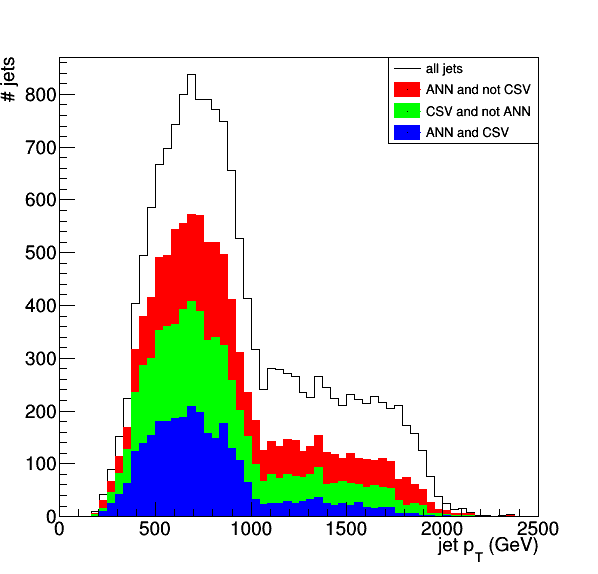 # jets
800
700
600
500
400
300
200
100
0
0 500 1000 1500 2000 2500
jet pT (GeV)
all jets
ANN and not CSV
CSV and not ANN
ANN and CSV